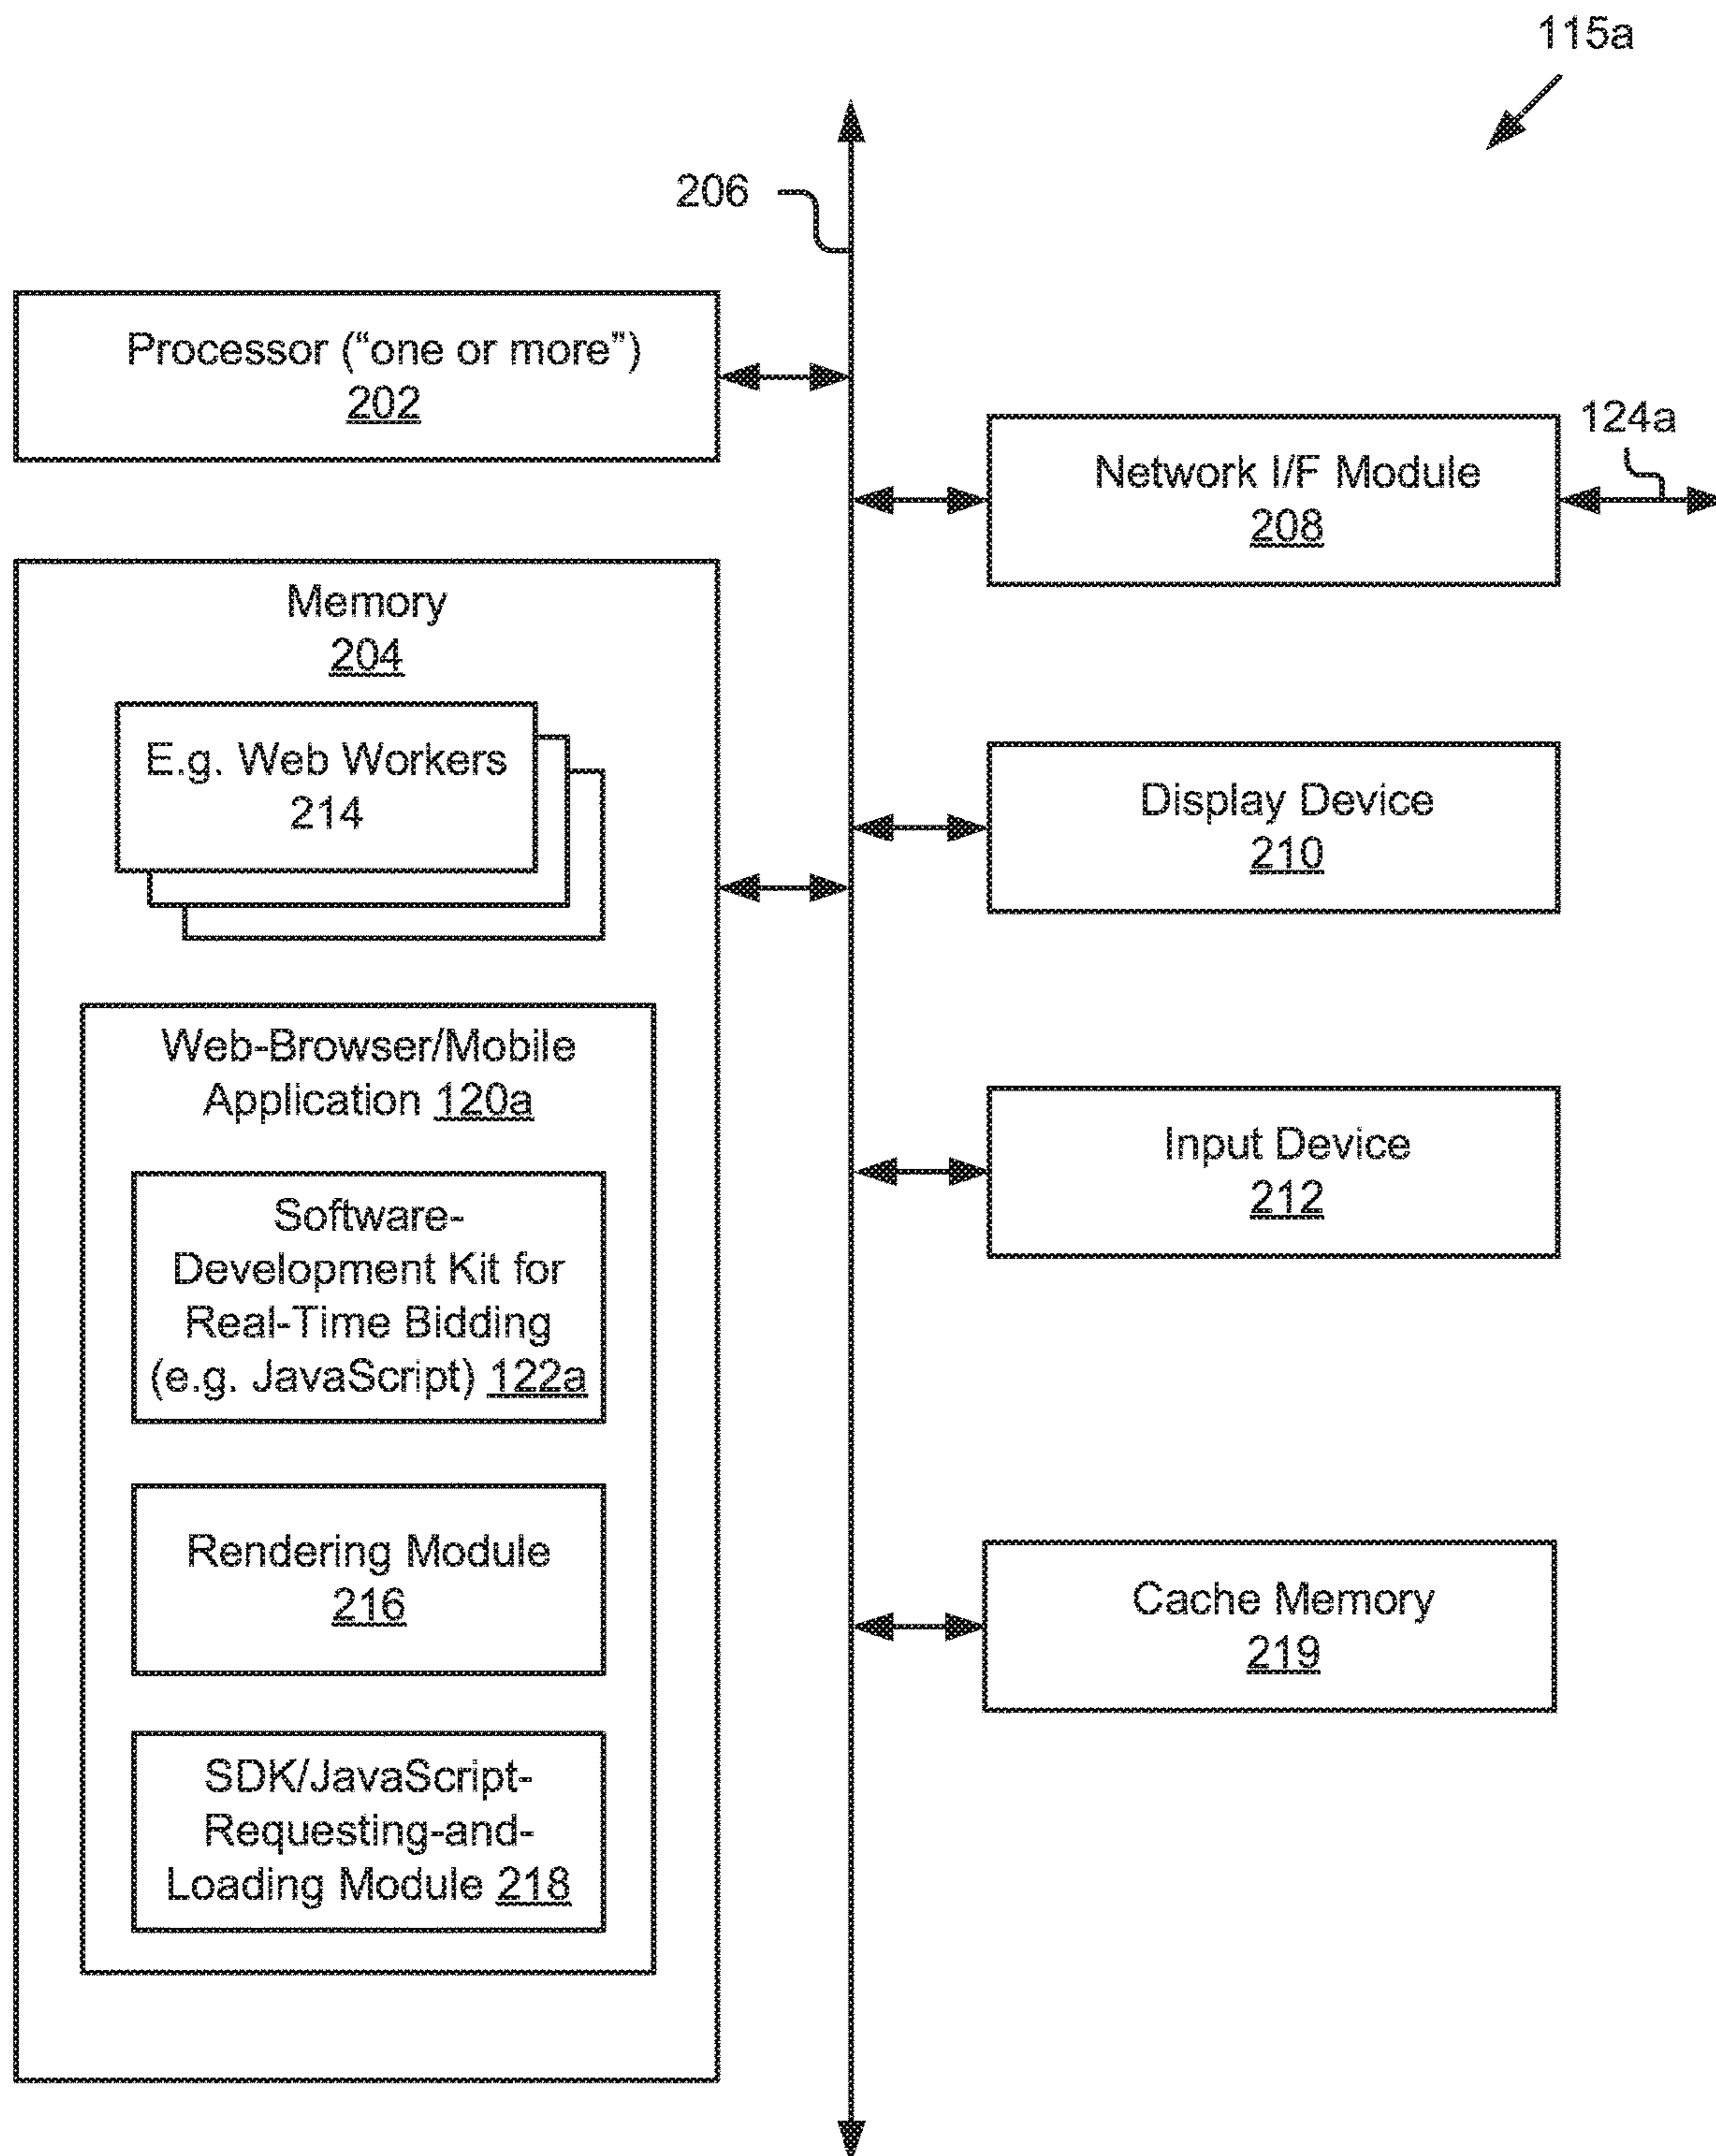 115a
206
Processor (“one or more”)
202
124a
Network I/F Module
208
Memory
204
E.g. Web Workers
214
Display Device
210
Web-Browser/Mobile
Application 120a
Input Device
212
Software-
Development Kit for
Real-Time Bidding
(e.g. JavaScript) 122a
Rendering Module
216
Cache Memory
219
SDK/JavaScript-
Requesting-and-
Loading Module 218